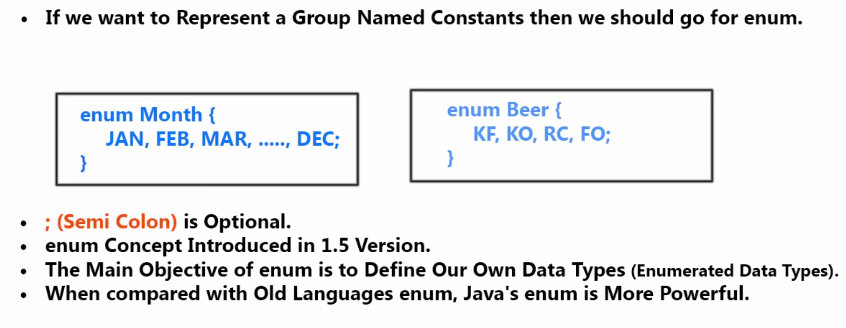 • If we want to Represent a Group Named Constants then we should go for enum.
enum Month {
JAN, FEB, MAR, ....., DEC;
}
enum Beer {
KF, KO, RC, FO;
}
• ; (Semi Colon) is Optional.
• enum Concept Introduced in 1.5 Version.
• The Main Objective of enum is to Define Our Own Data Types (Enumerated Data Types).
• When compared with Old Languages enum, Java's enum is More Powerful.